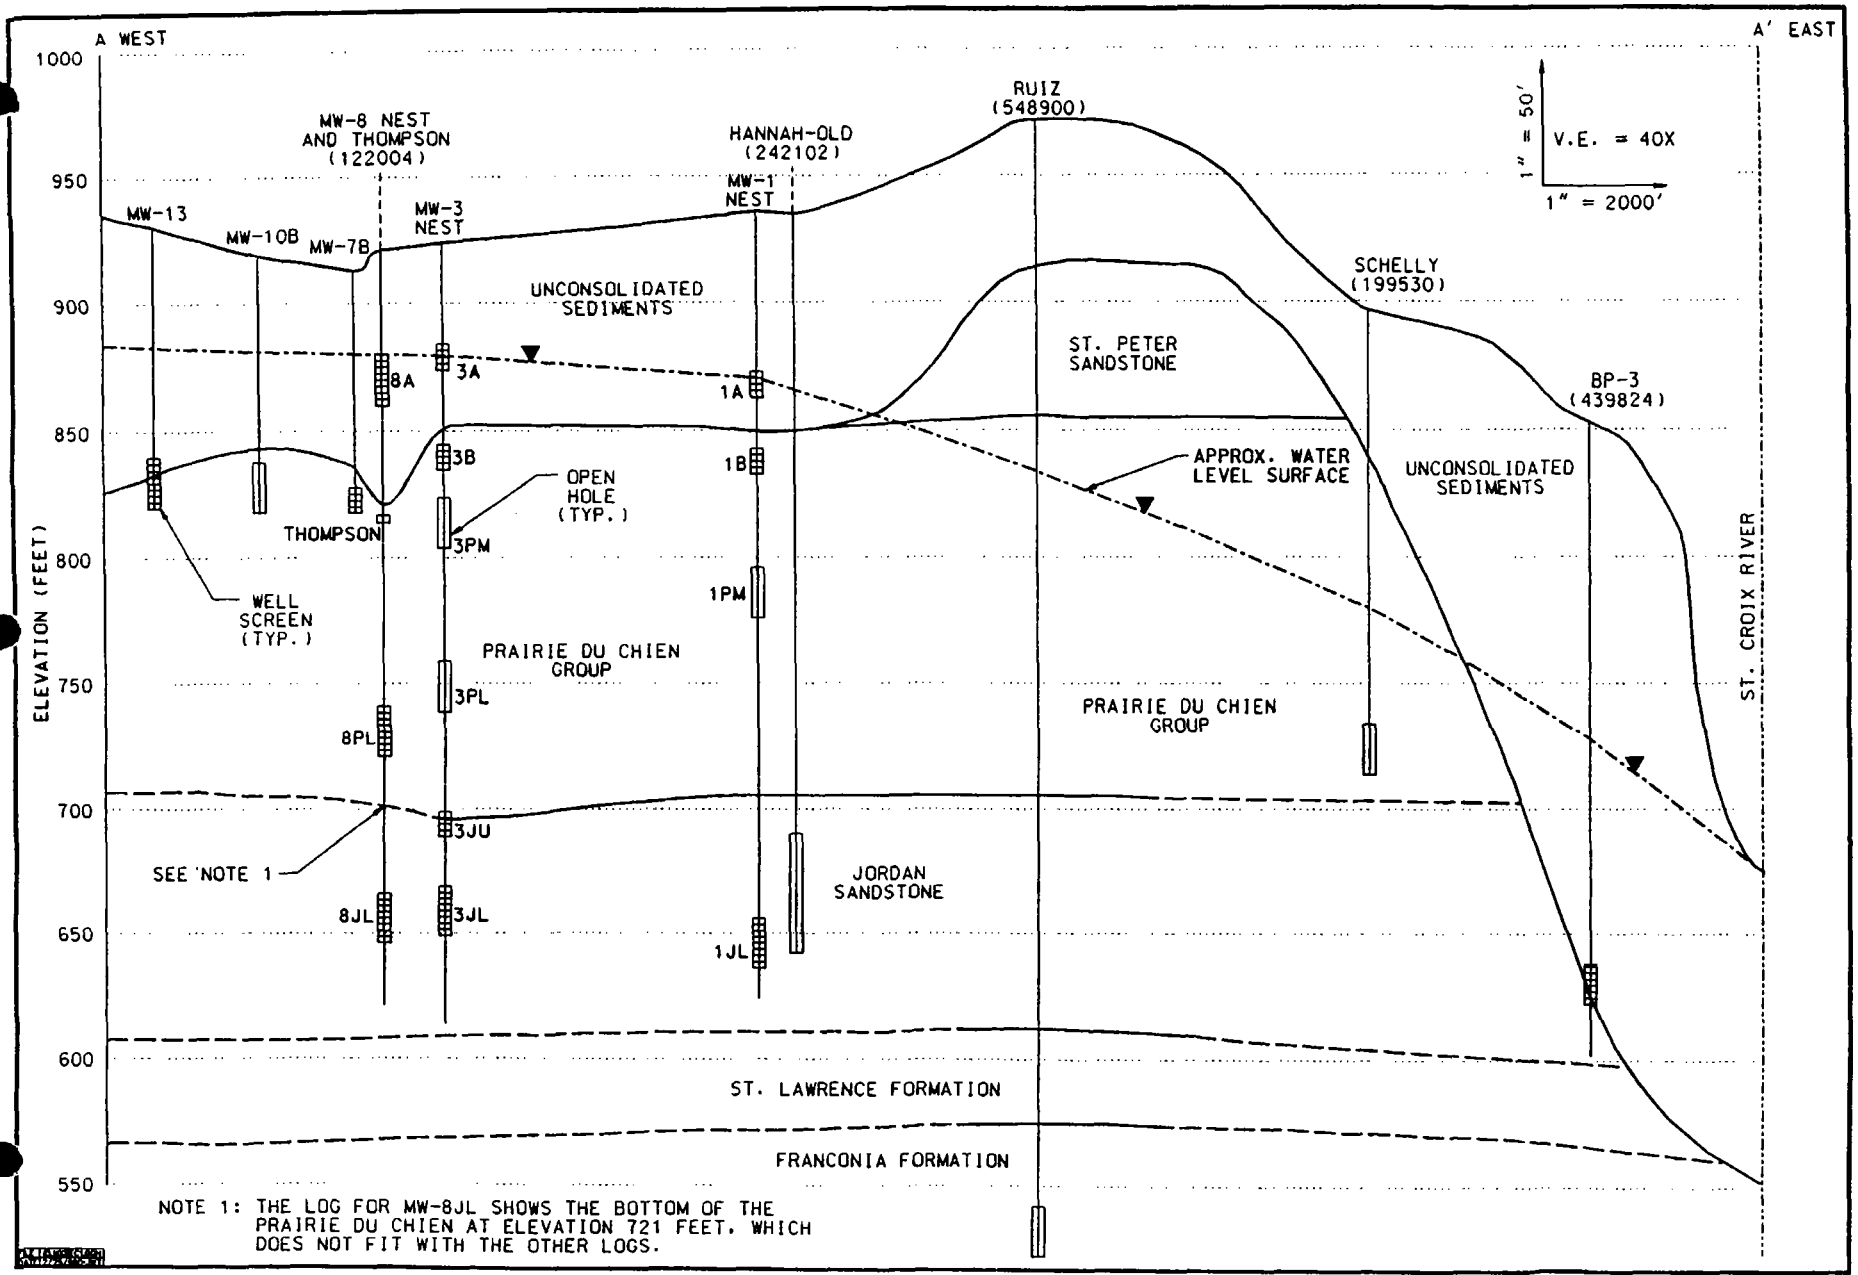 A WEST
A' EAST
1000
950
900
850
800
750
700
650
600
550
ELEVATION (FEET)
MW-13
MW-10B
MW-7B
MW-8 NEST
AND THOMPSON
(122004)
MW-3
NEST
HANNAH-OLD
(242102)
MW-1
NEST
RUIZ
(548900)
1" = 50'
V.E. = 40X
1" = 2000'
SCHELLY
(199530)
BP-3
(439824)
UNCONSOLIDATED
SEDIMENTS
ST. PETER
SANDSTONE
8A
3A
1A
3B
1B
OPEN
HOLE
(TYP.)
APPROX. WATER
LEVEL SURFACE
UNCONSOLIDATED
SEDIMENTS
THOMPSON
3PM
1PM
WELL
SCREEN
(TYP.)
PRAIRIE DU CHIEN
GROUP
3PL
8PL
PRAIRIE DU CHIEN
GROUP
ST. CROIX RIVER
3JU
SEE NOTE 1
JORDAN
SANDSTONE
8JL
3JL
1JL
ST. LAWRENCE FORMATION
FRANCONIA FORMATION
NOTE 1: THE LOG FOR MW-8JL SHOWS THE BOTTOM OF THE
PRAIRIE DU CHIEN AT ELEVATION 721 FEET, WHICH
DOES NOT FIT WITH THE OTHER LOGS.